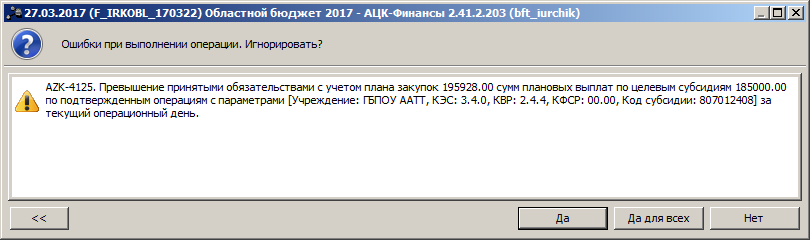 27.03.2017 (F_IRKOBL_170322) Областной бюджет 2017 - АЦК-Финансы 2.41.2.203 (bft_iurchik)
Ошибки при выполнении операции. Игнорировать?
AZK-4125. Превышение принятыми обязательствами с учетом плана закупок 195928.00 сумм плановых выплат по целевым субсидиям 185000.00
по подтвержденным операциям с параметрами [Учреждение: ГБПОУ ААТТ, КЭС: 3.4.0, КВР: 2.4.4, КФСР: 00.00, Код субсидии: 807012408] за
текущий операционный день.
<< Да Да для всех Нет